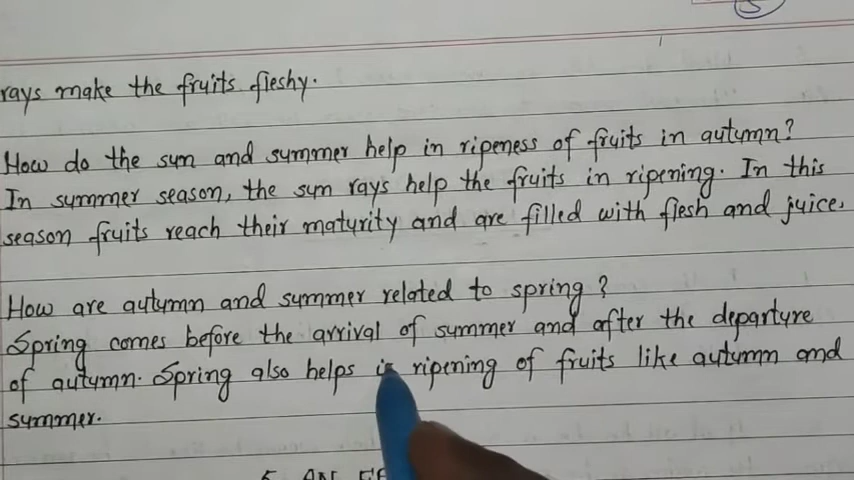 5
rays make the fruits fleshy.
How do the sun and summer help in ripeness of fruits in autumn?
In summer season, the sun rays help the fruits in ripening. In this
season fruits reach their maturity and are filled with flesh and juice.
How are autumn and summer related to spring?
Spring comes before the arrival of summer and after the departure
of autumn. Spring also helps in ripening of fruits like autumn and
summer.
5. AN